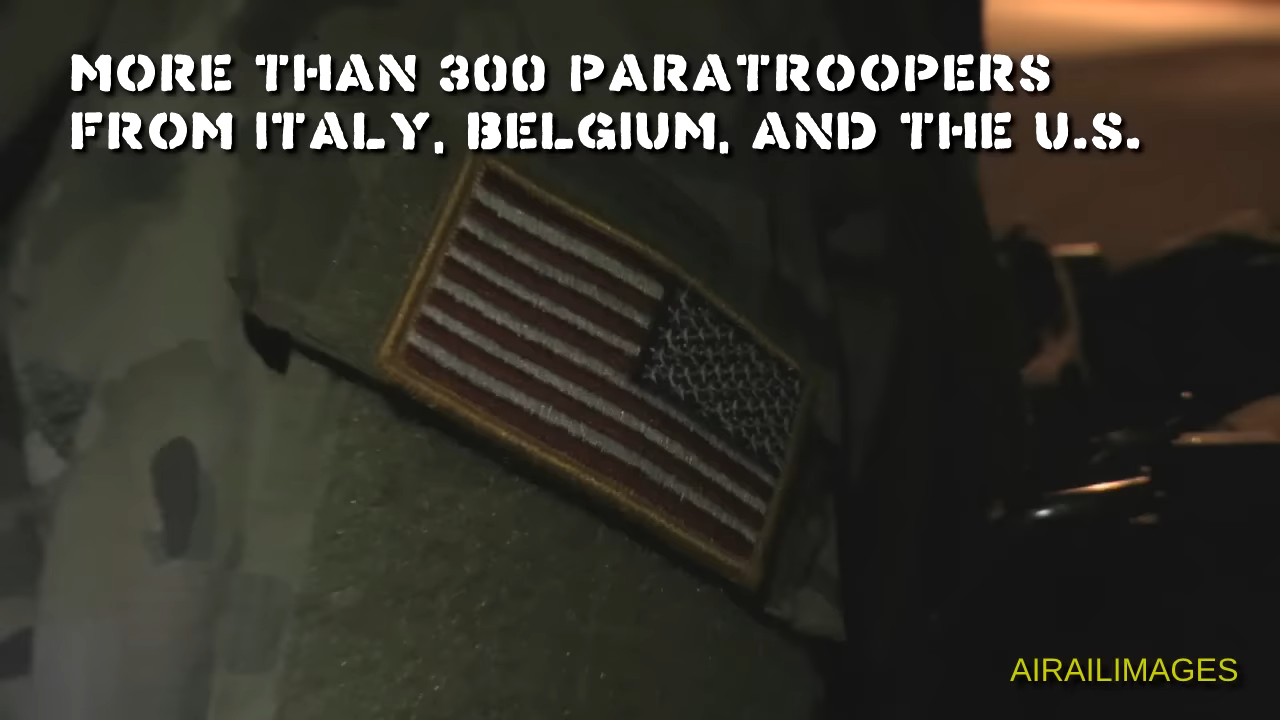 MORE THAN 300 PARATROOPERS
FROM ITALY, BELGIUM, AND THE U.S.
AIRAILIMAGES